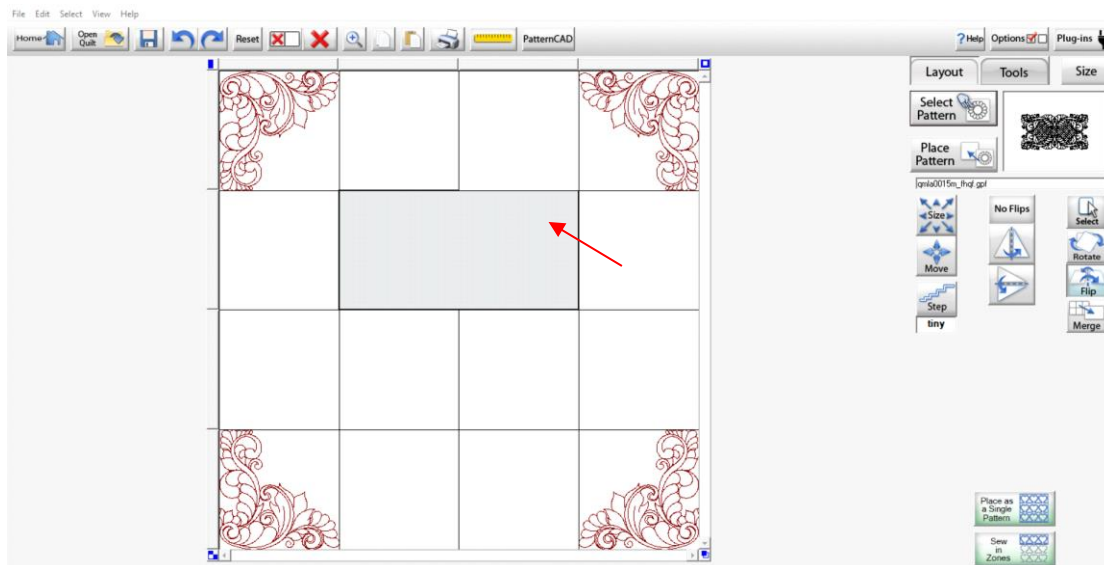 File Edit Select View Help
Home
Open
Quilt
Reset
PatternCAD
Help
Options
Plug-ins
Layout
Tools
Size
Select
Pattern
Place
Pattern
qmla0015m_fhqf.gpf
Size
No Flips
Select
Move
Rotate
Step
Flip
tiny
Merge
Place as
a Single
Pattern
Sew
in
Zones